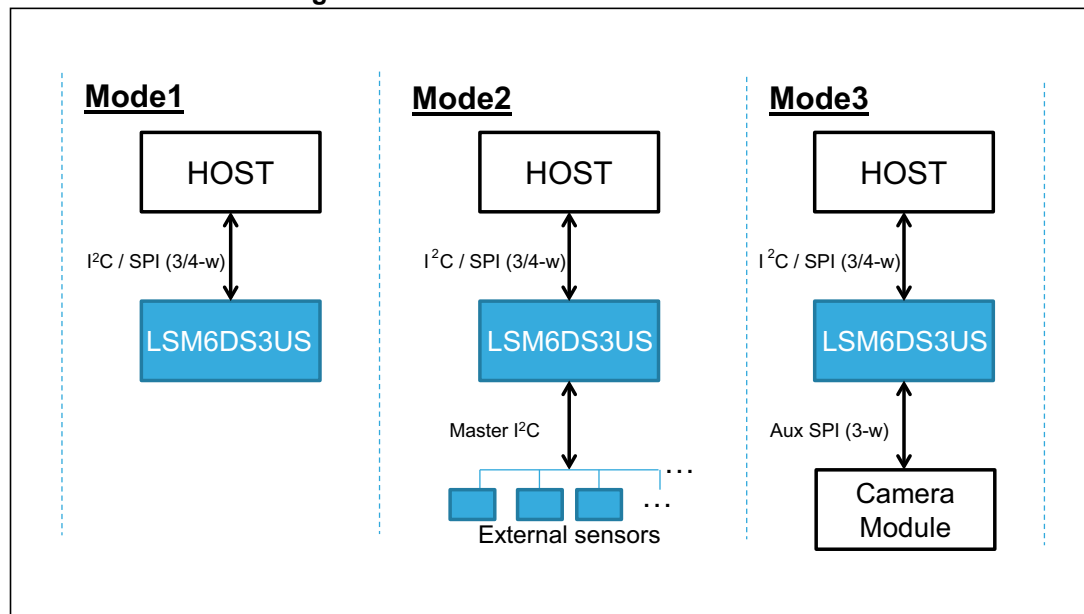 Mode1
HOST
I²C / SPI (3/4-w)
LSM6DS3US
Mode2
HOST
I²C / SPI (3/4-w)
LSM6DS3US
Master I²C
...
...
External sensors
Mode3
HOST
I²C / SPI (3/4-w)
LSM6DS3US
Aux SPI (3-w)
Camera
Module